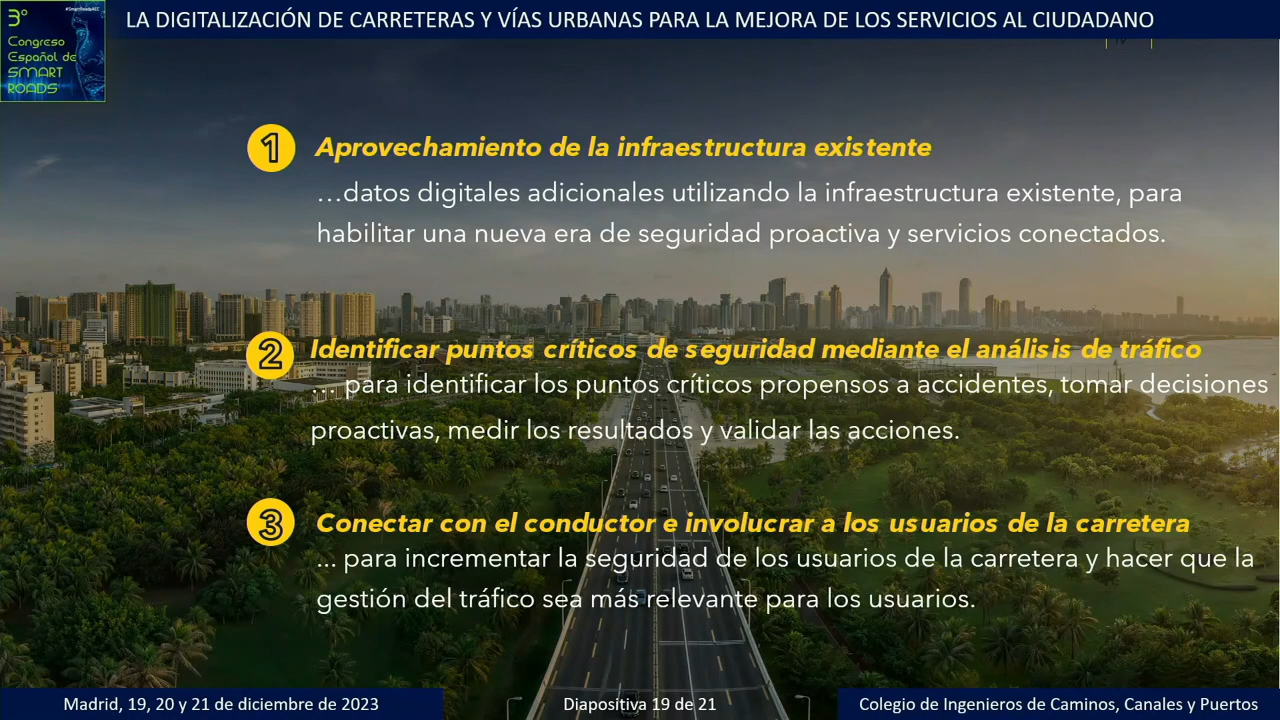 3º
#SmartRoadsAEC
Congreso
Español de
SMART
ROADS
LA DIGITALIZACIÓN DE CARRETERAS Y VÍAS URBANAS PARA LA MEJORA DE LOS SERVICIOS AL CIUDADANO
1 Aprovechamiento de la infraestructura existente
…datos digitales adicionales utilizando la infraestructura existente, para
habilitar una nueva era de seguridad proactiva y servicios conectados.
2 Identificar puntos críticos de seguridad mediante el análisis de tráfico
... para identificar los puntos críticos propensos a accidentes, tomar decisiones
proactivas, medir los resultados y validar las acciones.
3 Conectar con el conductor e involucrar a los usuarios de la carretera
... para incrementar la seguridad de los usuarios de la carretera y hacer que la
gestión del tráfico sea más relevante para los usuarios.
Madrid, 19, 20 y 21 de diciembre de 2023
Diapositiva 19 de 21
Colegio de Ingenieros de Caminos, Canales y Puertos